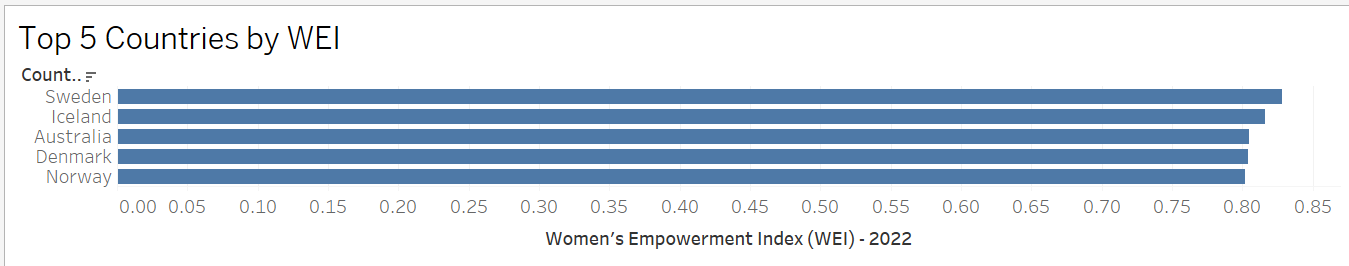 Top 5 Countries by WEI
Count..
Sweden
Iceland
Australia
Denmark
Norway
0.00 0.05 0.10 0.15 0.20 0.25 0.30 0.35 0.40 0.45 0.50 0.55 0.60 0.65 0.70 0.75 0.80 0.85
Women's Empowerment Index (WEI) - 2022